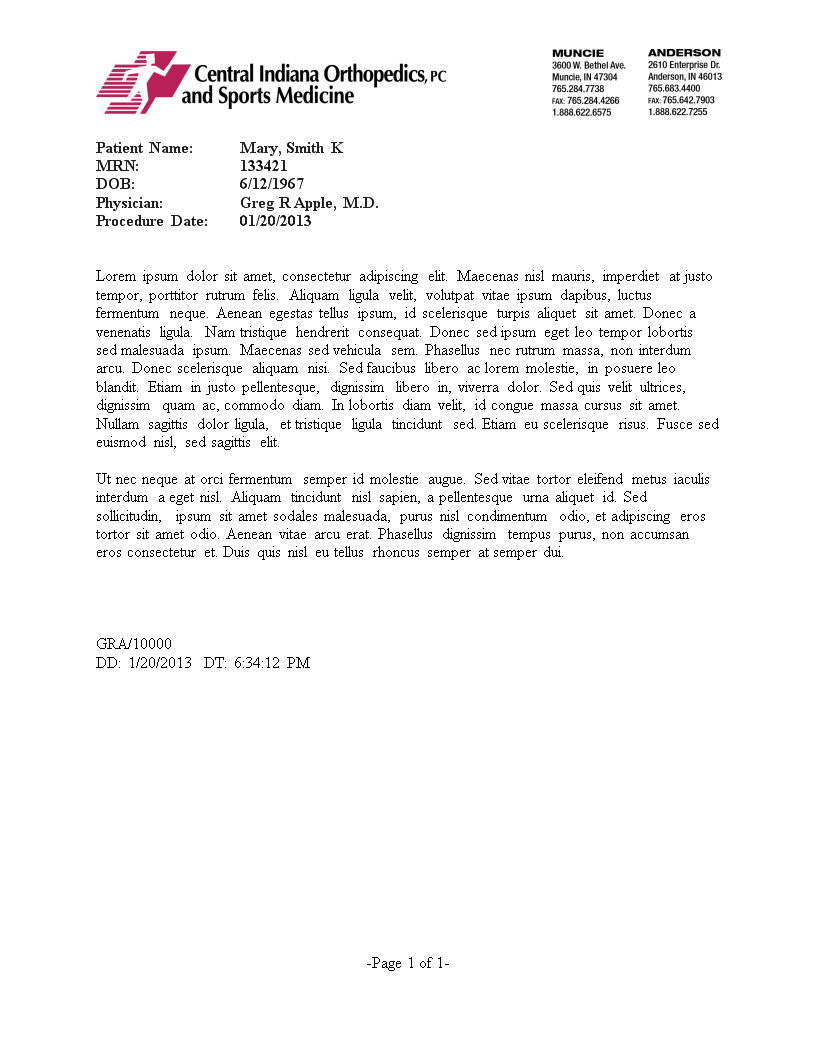 Central Indiana Orthopedics, PC
and Sports Medicine
MUNCIE
3600 W. Bethel Ave.
Muncie, IN 47304
765.284.7738
FAX: 765.284.4266
1.888.622.6575
ANDERSON
2610 Enterprise Dr.
Anderson, IN 46013
765.683.4400
FAX: 765.642.7903
1.888.622.7255
Patient Name: Mary, Smith K
MRN: 133421
DOB: 6/12/1967
Physician: Greg R Apple, M.D.
Procedure Date: 01/20/2013
Lorem ipsum dolor sit amet, consectetur adipiscing elit. Maecenas nisl mauris, imperdiet at justo
tempor, porttitor rutrum felis. Aliquam ligula velit, volutpat vitae ipsum dapibus, luctus
fermentum neque. Aenean egestas tellus ipsum, id scelerisque turpis aliquet sit amet. Donec a
venenatis ligula. Nam tristique hendrerit consequat. Donec sed ipsum eget leo tempor lobortis
sed malesuada ipsum. Maecenas sed vehicula sem. Phasellus nec rutrum massa, non interdum
arcu. Donec scelerisque aliquam nisi. Sed faucibus libero ac lorem molestie, in posuere leo
blandit. Etiam in justo pellentesque, dignissim libero in, viverra dolor. Sed quis velit ultrices,
dignissim quam ac, commodo diam. In lobortis diam velit, id congue massa cursus sit amet.
Nullam sagittis dolor ligula, et tristique ligula tincidunt sed. Etiam eu scelerisque risus. Fusce sed
euismod nisl, sed sagittis elit.
Ut nec neque at orci fermentum semper id molestie augue. Sed vitae tortor eleifend metus iaculis
interdum a eget nisl. Aliquam tincidunt nisl sapien, a pellentesque urna aliquet id. Sed
sollicitudin, ipsum sit amet sodales malesuada, purus nisl condimentum odio, et adipiscing eros
tortor sit amet odio. Aenean vitae arcu erat. Phasellus dignissim tempus purus, non accumsan
eros consectetur et. Duis quis nisl eu tellus rhoncus semper at semper dui.
GRA/10000
DD: 1/20/2013 DT: 6:34:12 PM
-Page 1 of 1-